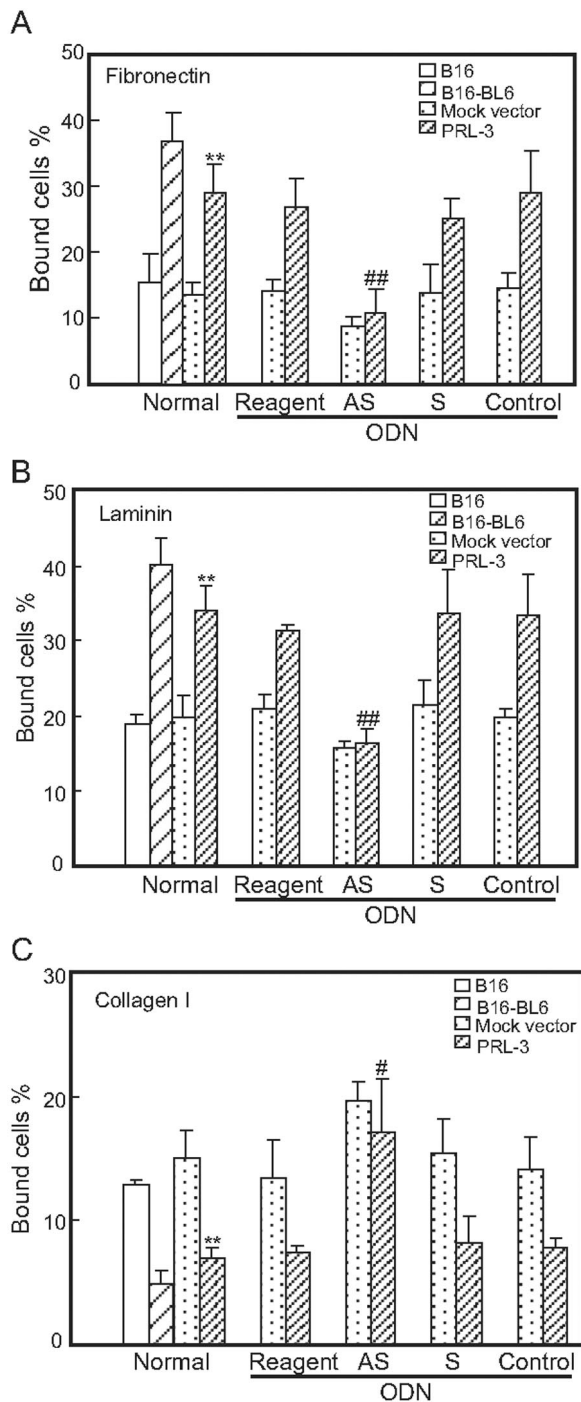 A
50
Fibronectin
B16
B16-BL6
Mock vector
PRL-3
40
**
30
Bound cells %
20
##
10
0
Normal Reagent AS S Control
ODN
B
50
Laminin
B16
B16-BL6
Mock vector
PRL-3
40
**
30
Bound cells %
20
##
10
0
Normal Reagent AS S Control
ODN
C
30
Collagen I
B16
B16-BL6
Mock vector
PRL-3
#
20
Bound cells %
10
**
0
Normal Reagent AS S Control
ODN